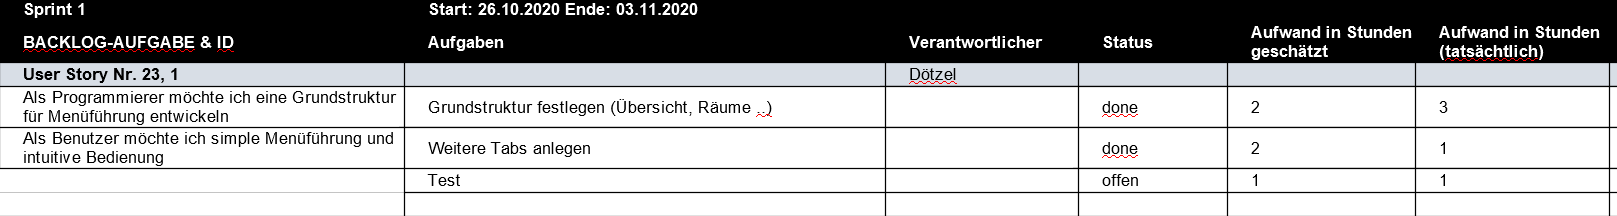 Sprint 1 Start: 26.10.2020 Ende: 03.11.2020
BACKLOG-AUFGABE & ID Aufgaben Verantwortlicher Status Aufwand in Stunden geschätzt Aufwand in Stunden (tatsächtlich)
User Story Nr. 23, 1 Dötzel
Als Programmierer möchte ich eine Grundstruktur
für Menüführung entwickeln
Grundstruktur festlegen (Übersicht, Räume ..) done 2 3
Als Benutzer möchte ich simple Menüführung und
intuitive Bedienung
Weitere Tabs anlegen done 2 1
Test offen 1 1